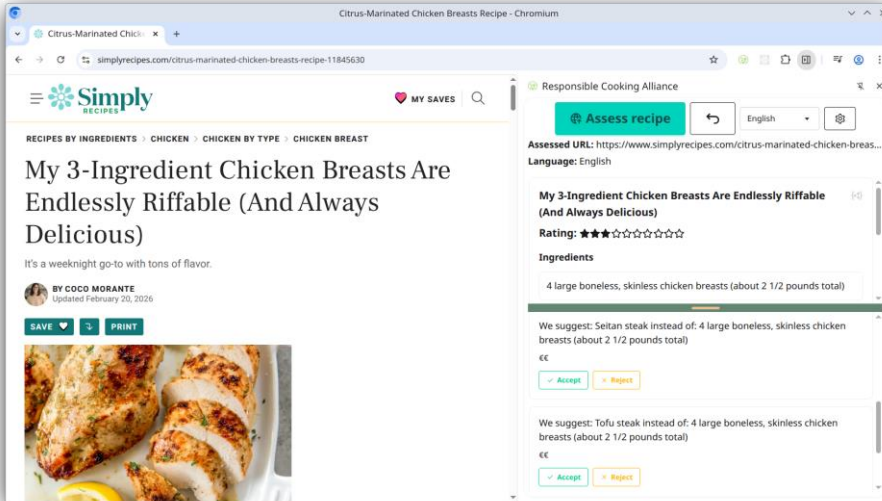 Citrus-Marinated Chicken Breasts Recipe - Chromium
Citrus-Marinated Chick
simplyrecipes.com/citrus-marinated-chicken-breasts-recipe-11845630
Simply
RECIPES
MY SAVES
RECIPES BY INGREDIENTS > CHICKEN > CHICKEN BY TYPE > CHICKEN BREAST
My 3-Ingredient Chicken Breasts Are
Endlessly Riffable (And Always
Delicious)
It's a weeknight go-to with tons of flavor.
BY COCO MORANTE
Updated February 20, 2026
SAVE
PRINT
Responsible Cooking Alliance
Assess recipe
English
Assessed URL: https://www.simplyrecipes.com/citrus-marinated-chicken-breas...
Language: English
My 3-Ingredient Chicken Breasts Are Endlessly Riffable
(And Always Delicious)
Rating: ★★★☆☆☆☆☆☆☆
Ingredients
4 large boneless, skinless chicken breasts (about 2 1/2 pounds total)
We suggest: Seitan steak instead of: 4 large boneless, skinless chicken
breasts (about 2 1/2 pounds total)
€€
✓ Accept
× Reject
We suggest: Tofu steak instead of: 4 large boneless, skinless chicken
breasts (about 2 1/2 pounds total)
€€
✓ Accept
× Reject